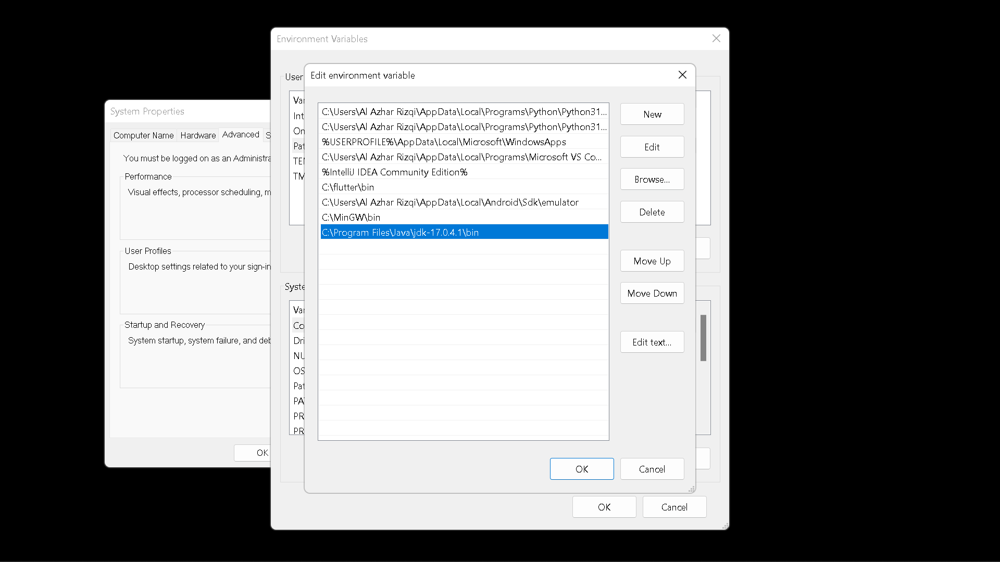 Environment Variables
Edit environment variable
System Properties
Computer Name
Hardware
Advanced
S
You must be logged on as an Administra
Performance
Visual effects, processor scheduling, m
User Profiles
Desktop settings related to your sign-in
Startup and Recovery
System startup, system failure, and deb
OK
User
Var
Int
On
Pat
TEM
TM
Syste
Var
Co
Dri
NU
OS
Pat
PA
PR
PR
C:\Users\Al Azhar Rizqi\AppData\Local\Programs\Python\Python31...
C:\Users\Al Azhar Rizqi\AppData\Local\Programs\Python\Python31...
%USERPROFILE%\AppData\Local\Microsoft\WindowsApps
C:\Users\Al Azhar Rizqi\AppData\Local\Programs\Microsoft VS Co...
%IntelliJ IDEA Community Edition%
C:\flutter\bin
C:\Users\Al Azhar Rizqi\AppData\Local\Android\Sdk\emulator
C:\MinGW\bin
C:\Program Files\Java\jdk-17.0.4.1\bin
New
Edit
Browse...
Delete
Move Up
Move Down
Edit text...
OK
Cancel
OK
Cancel